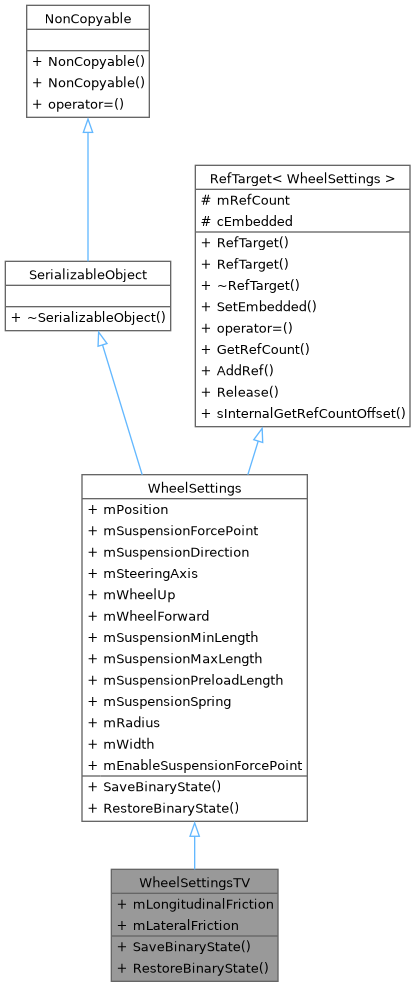 NonCopyable
+ NonCopyable()
+ NonCopyable()
+ operator=()
RefTarget< WheelSettings >
# mRefCount
# cEmbedded
+ RefTarget()
+ RefTarget()
+ ~RefTarget()
+ SetEmbedded()
+ operator=()
+ GetRefCount()
+ AddRef()
+ Release()
+ sInternalGetRefCountOffset()
SerializableObject
+ ~SerializableObject()
WheelSettings
+ mPosition
+ mSuspensionForcePoint
+ mSuspensionDirection
+ mSteeringAxis
+ mWheelUp
+ mWheelForward
+ mSuspensionMinLength
+ mSuspensionMaxLength
+ mSuspensionPreloadLength
+ mSuspensionSpring
+ mRadius
+ mWidth
+ mEnableSuspensionForcePoint
+ SaveBinaryState()
+ RestoreBinaryState()
WheelSettingsTV
+ mLongitudinalFriction
+ mLateralFriction
+ SaveBinaryState()
+ RestoreBinaryState()